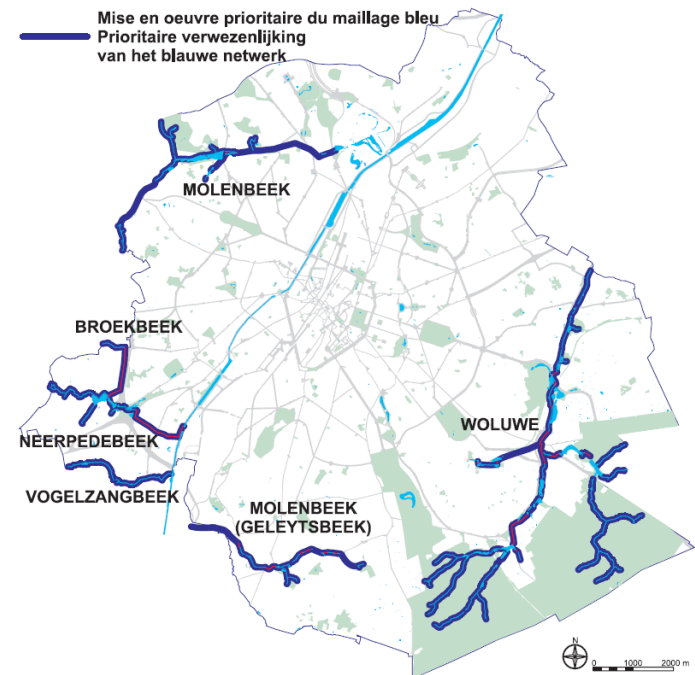 Mise en oeuvre prioritaire du maillage bleu
Prioritaire verwezenlijking
van het blauwe netwerk
MOLENBEEK
BROEKBEEK
NEERPEDEBEEK
WOLUWE
VOGELZANGBEEK
MOLENBEEK
(GELEYTSBEEK)
N
0 1000 2000 m